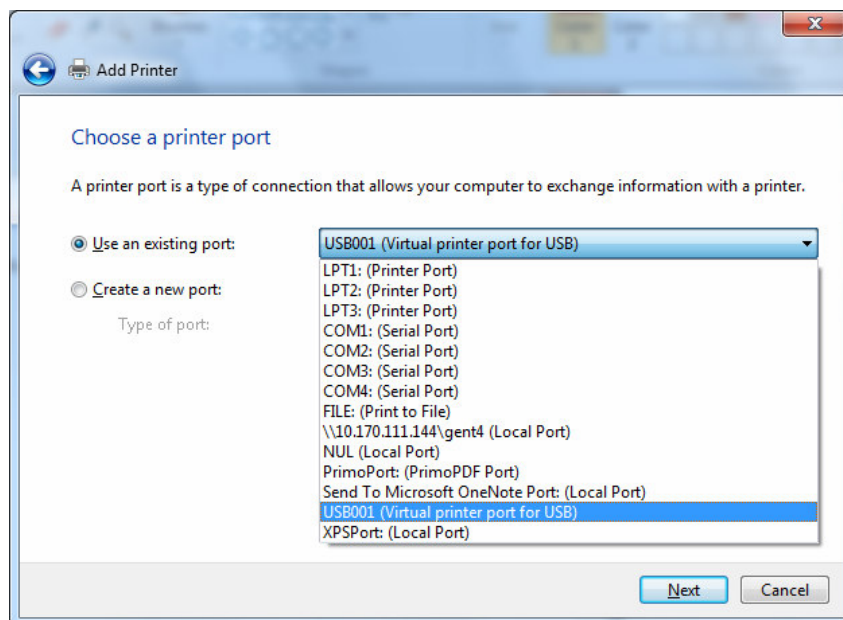 Add Printer
Choose a printer port
A printer port is a type of connection that allows your computer to exchange information with a printer.
Use an existing port:
USB001 (Virtual printer port for USB)
LPT1: (Printer Port)
LPT2: (Printer Port)
LPT3: (Printer Port)
Create a new port:
Type of port:
COM1: (Serial Port)
COM2: (Serial Port)
COM3: (Serial Port)
COM4: (Serial Port)
FILE: (Print to File)
\\10.170.111.144\gent4 (Local Port)
NUL (Local Port)
PrimoPort: (PrimoPDF Port)
Send To Microsoft OneNote Port: (Local Port)
USB001 (Virtual printer port for USB)
XPSPort: (Local Port)
Next
Cancel